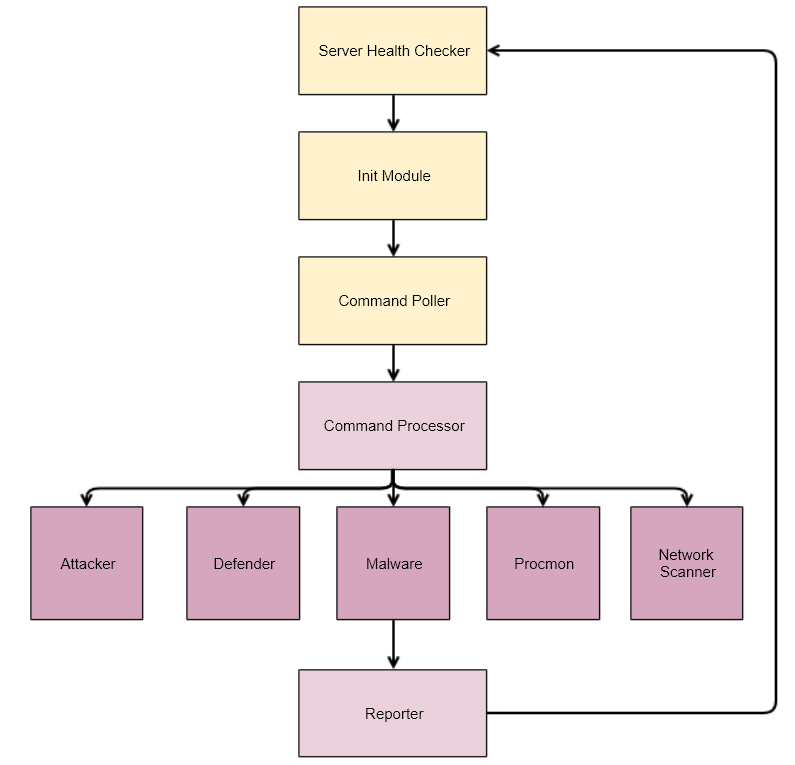 Server Health Checker
Init Module
Command Poller
Command Processor
Attacker
Defender
Malware
Procmon
Network
Scanner
Reporter